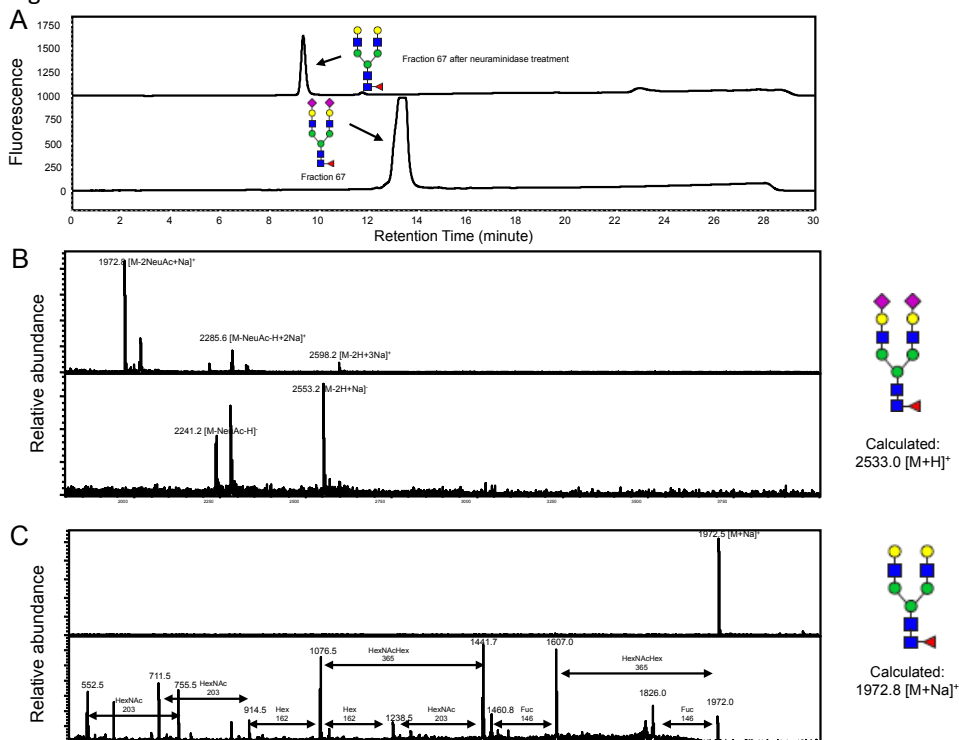 A
1750
1500
1250
1000
750
500
250
0
Fluorescence
Fraction 67 after neuraminidase treatment
Fraction 67
0 2 4 6 8 10 12 14 16 18 20 22 24 26 28 30
Retention Time (minute)
B
Relative abundance
1972.8 [M-2NeuAc+Na]+
2285.6 [M-NeuAc-H+2Na]+
2598.2 [M-2H+3Na]+
2553.2 [M-2H+Na]-
2241.2 [M-NeuAc-H]-
Calculated:
2533.0 [M+H]+
C
Relative abundance
1972.5 [M+Na]+
1441.7
1607.0
1076.5
HexNAcHex
365
HexNAcHex
365
552.5
711.5
755.5
HexNAc
203
HexNAc
203
914.5
Hex
162
Hex
162
1238.5
HexNAc
203
1460.8
Fuc
146
1826.0
Fuc
146
1972.0
Calculated:
1972.8 [M+Na]+